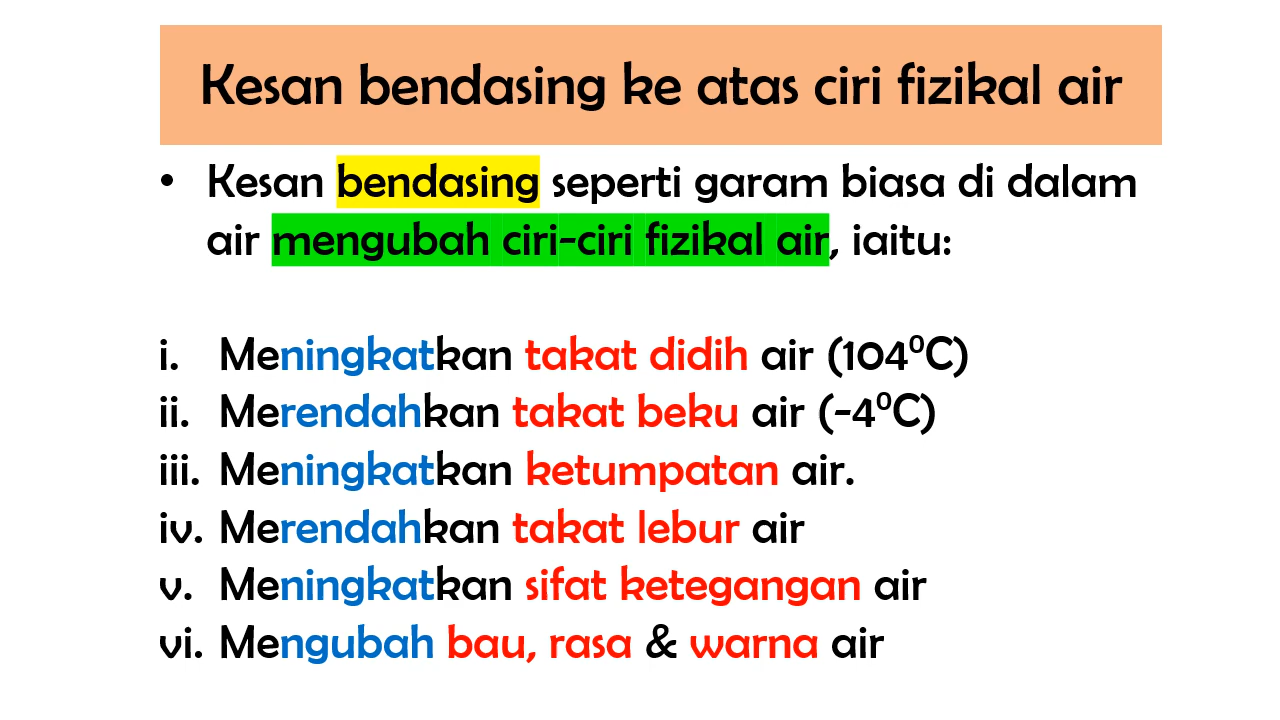 Kesan bendasing ke atas ciri fizikal air
• Kesan bendasing seperti garam biasa di dalam
air mengubah ciri-ciri fizikal air, iaitu:
i. Meningkatkan takat didih air (104⁰C)
ii. Merendahkan takat beku air (-4⁰C)
iii. Meningkatkan ketumpatan air.
iv. Merendahkan takat lebur air
v. Meningkatkan sifat ketegangan air
vi. Mengubah bau, rasa & warna air